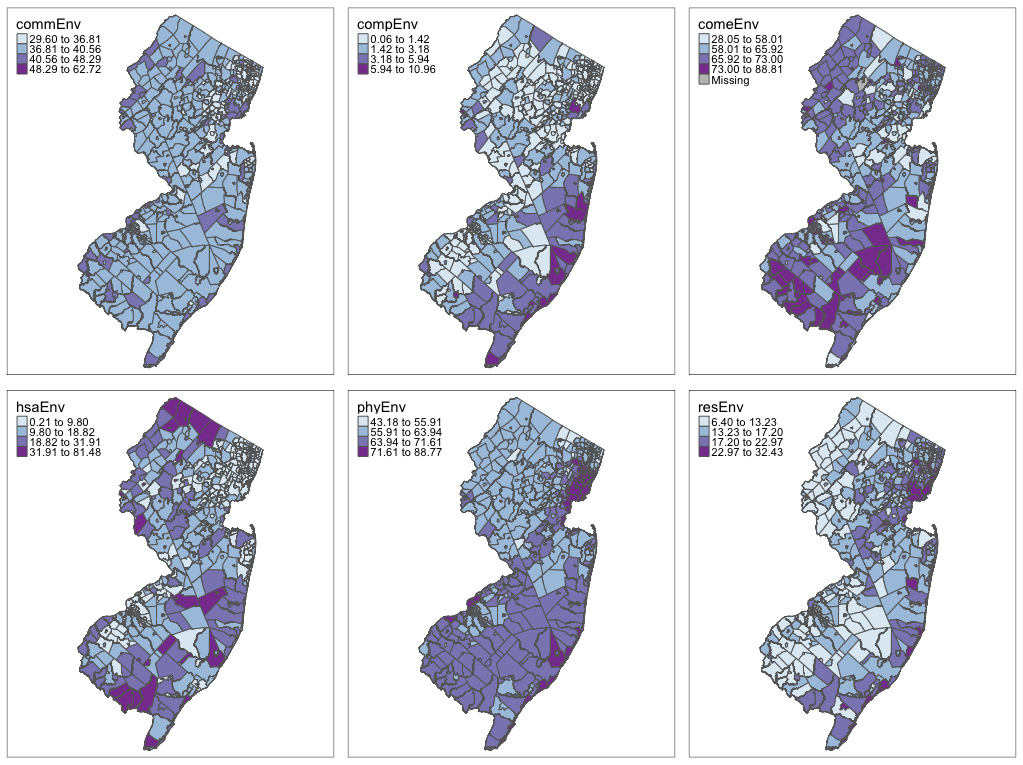 commEnv
29.60 to 36.81
36.81 to 40.56
40.56 to 48.29
48.29 to 62.72
compEnv
0.06 to 1.42
1.42 to 3.18
3.18 to 5.94
5.94 to 10.96
comeEnv
28.05 to 58.01
58.01 to 65.92
65.92 to 73.00
73.00 to 88.81
Missing
hsaEnv
0.21 to 9.80
9.80 to 18.82
18.82 to 31.91
31.91 to 81.48
phyEnv
43.18 to 55.91
55.91 to 63.94
63.94 to 71.61
71.61 to 88.77
resEnv
6.40 to 13.23
13.23 to 17.20
17.20 to 22.97
22.97 to 32.43